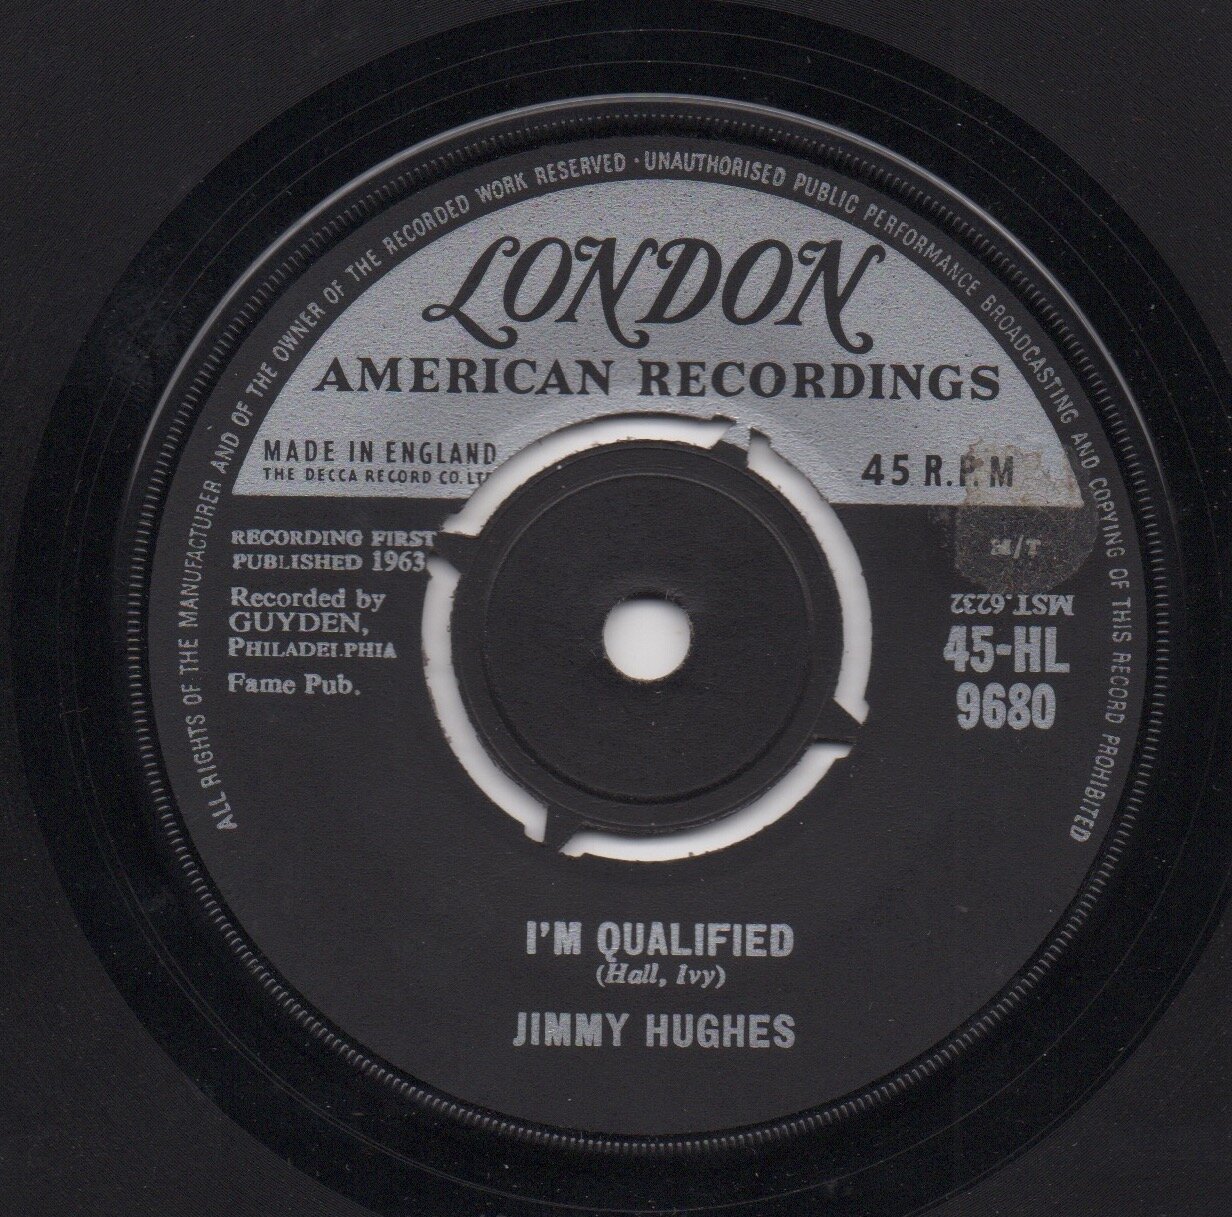 ALL RIGHTS OF THE MANUFACTURER AND OF THE OWNER OF THE RECORDED WORK RESERVED · UNAUTHORISED PUBLIC PERFORMANCE BROADCASTING AND COPYING OF THIS RECORD PROHIBITED
LONDON
AMERICAN RECORDINGS
MADE IN ENGLAND
THE DECCA RECORD CO. LT
45 R.P.M
RECORDING FIRST
PUBLISHED 1963
Recorded by
GUYDEN,
PHILADELPHIA
Fame Pub.
M/T
MST.6232
45-HL
9680
I'M QUALIFIED
(Hall, Ivy)
JIMMY HUGHES